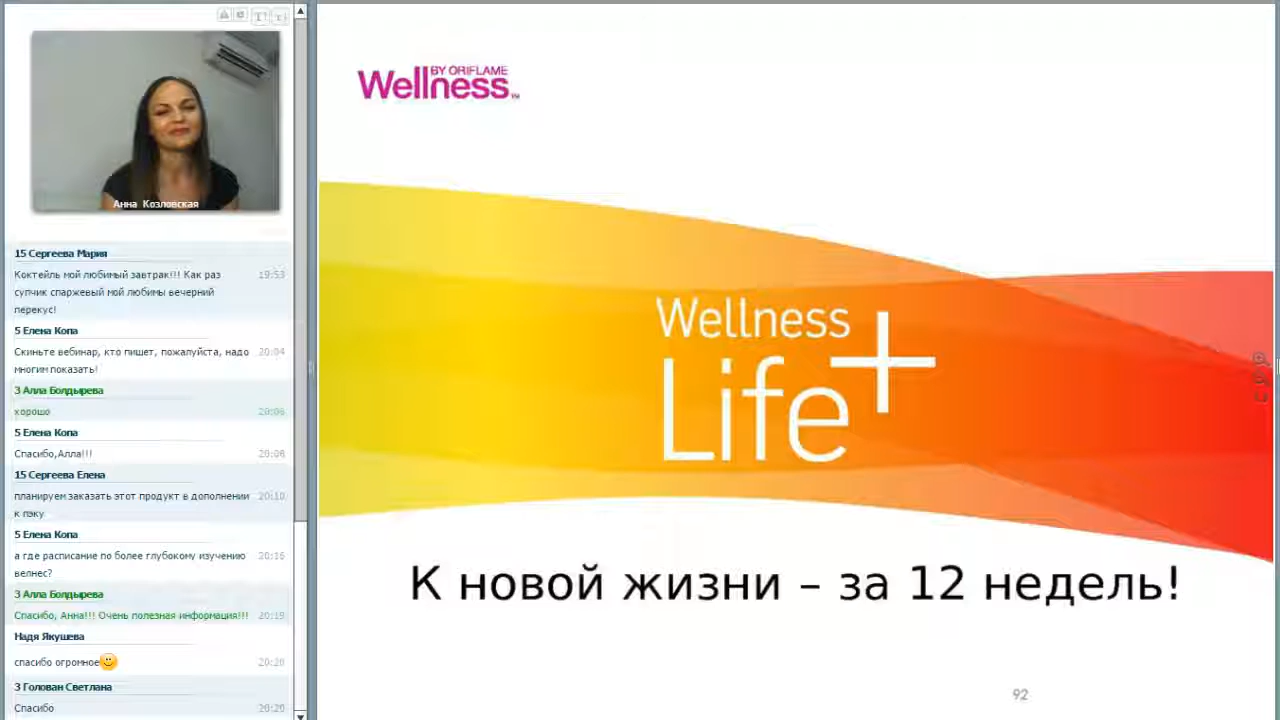 Анна Козловская
15 Сергеева Мария
Коктейль мой любимый завтрак!!! Как раз 19:53
супчик спаржевый мой любимы вечерний
перекус!
5 Елена Копа
Скиньте вебинар, кто пишет, пожалуйста, надо 20:04
многим показать!
3 Алла Болдырева
хорошо 20:06
5 Елена Копа
Спасибо,Алла!!! 20:08
15 Сергеева Елена
планируем заказать этот продукт в дополнении 20:10
к пэку
5 Елена Копа
а где расписание по более глубокому изучению 20:16
велнес?
3 Алла Болдырева
Спасибо, Анна!!! Очень полезная информация!!! 20:19
Надя Якушева
спасибо огромное 20:20
3 Голован Светлана
Спасибо 20:20
BY ORIFLAME
Wellness™
Wellness
Life+
К новой жизни – за 12 недель!
92